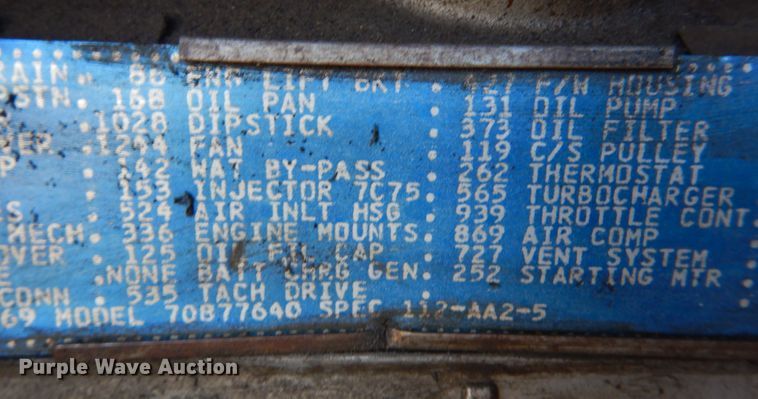 RAIN. 86 ENG LIFT BKT . 427 F/W HOUSING
PSTN. 168 OIL PAN . 131 OIL PUMP
.1028 DIPSTICK . 373 OIL FILTER
VER .1244 FAN . 119 C/S PULLEY
P . 142 WAT BY-PASS . 262 THERMOSTAT
. 153 INJECTOR 7C75. 565 TURBOCHARGER
S . 524 AIR INLT HSG . 939 THROTTLE CONT.
MECH. 336 ENGINE MOUNTS. 869 AIR COMP
OVER . 125 OIL FIL CAP . 727 VENT SYSTEM
E .NONE BATT CHRG GEN. 252 STARTING MTR
CONN . 535 TACH DRIVE .
69 MODEL 70B77640 SPEC 112-AA2-5
Purple Wave Auction